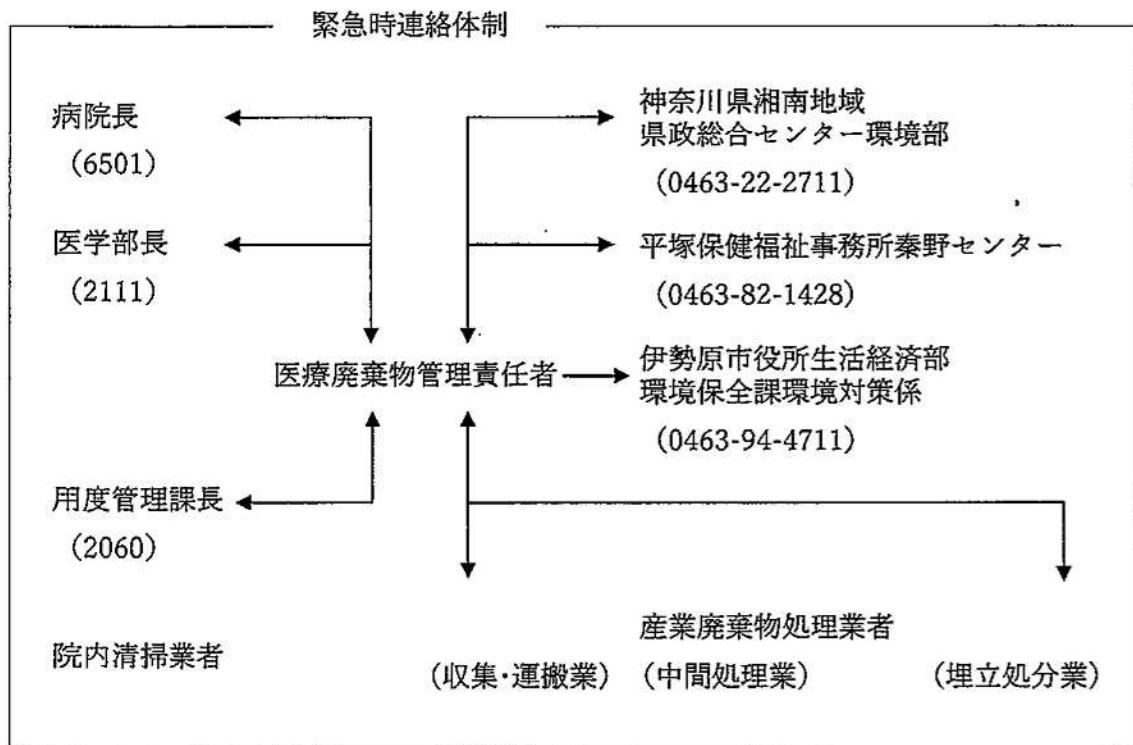 緊急時連絡体制
病院長
(6501)
医学部長
(2111)
神奈川県湘南地域
県政総合センター環境部
(0463-22-2711)
平塚保健福祉事務所秦野センター
(0463-82-1428)
医療廃棄物管理責任者
伊勢原市役所生活経済部
環境保全課環境対策係
(0463-94-4711)
用度管理課長
(2060)
院内清掃業者
産業廃棄物処理業者
(収集・運搬業) (中間処理業) (埋立処分業)